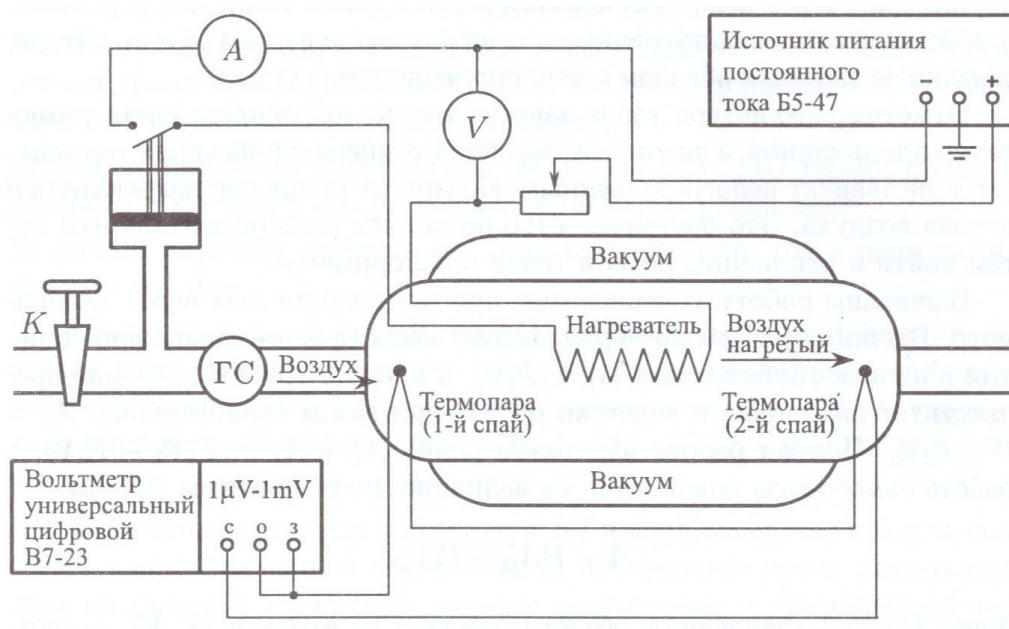 A
V
Источник питания
постоянного
тока Б5-47
+
Вакуум
K
ГС
Воздух
Нагреватель
Воздух
нагретый
Термопара
(1-й спай)
Термопара
(2-й спай)
Вакуум
Вольтметр
универсальный
цифровой
В7-23
1μV-1mV
с о з